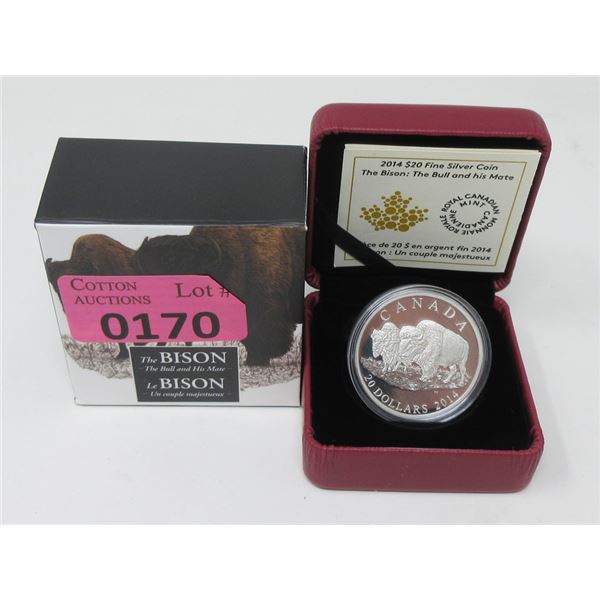 COTTON
AUCTIONS
Lot #
0170
The BISON
The Bull and His Mate
Le BISON
Un couple majestueux
2014 $20 Fine Silver Coin
The Bison: The Bull and his Mate
MONNAIE ROYALE CANADIENNE
ROYAL CANADIAN MINT
de 20 $ en argent fin 2014
: Un couple majestueux
CANADA
20 DOLLARS 2014